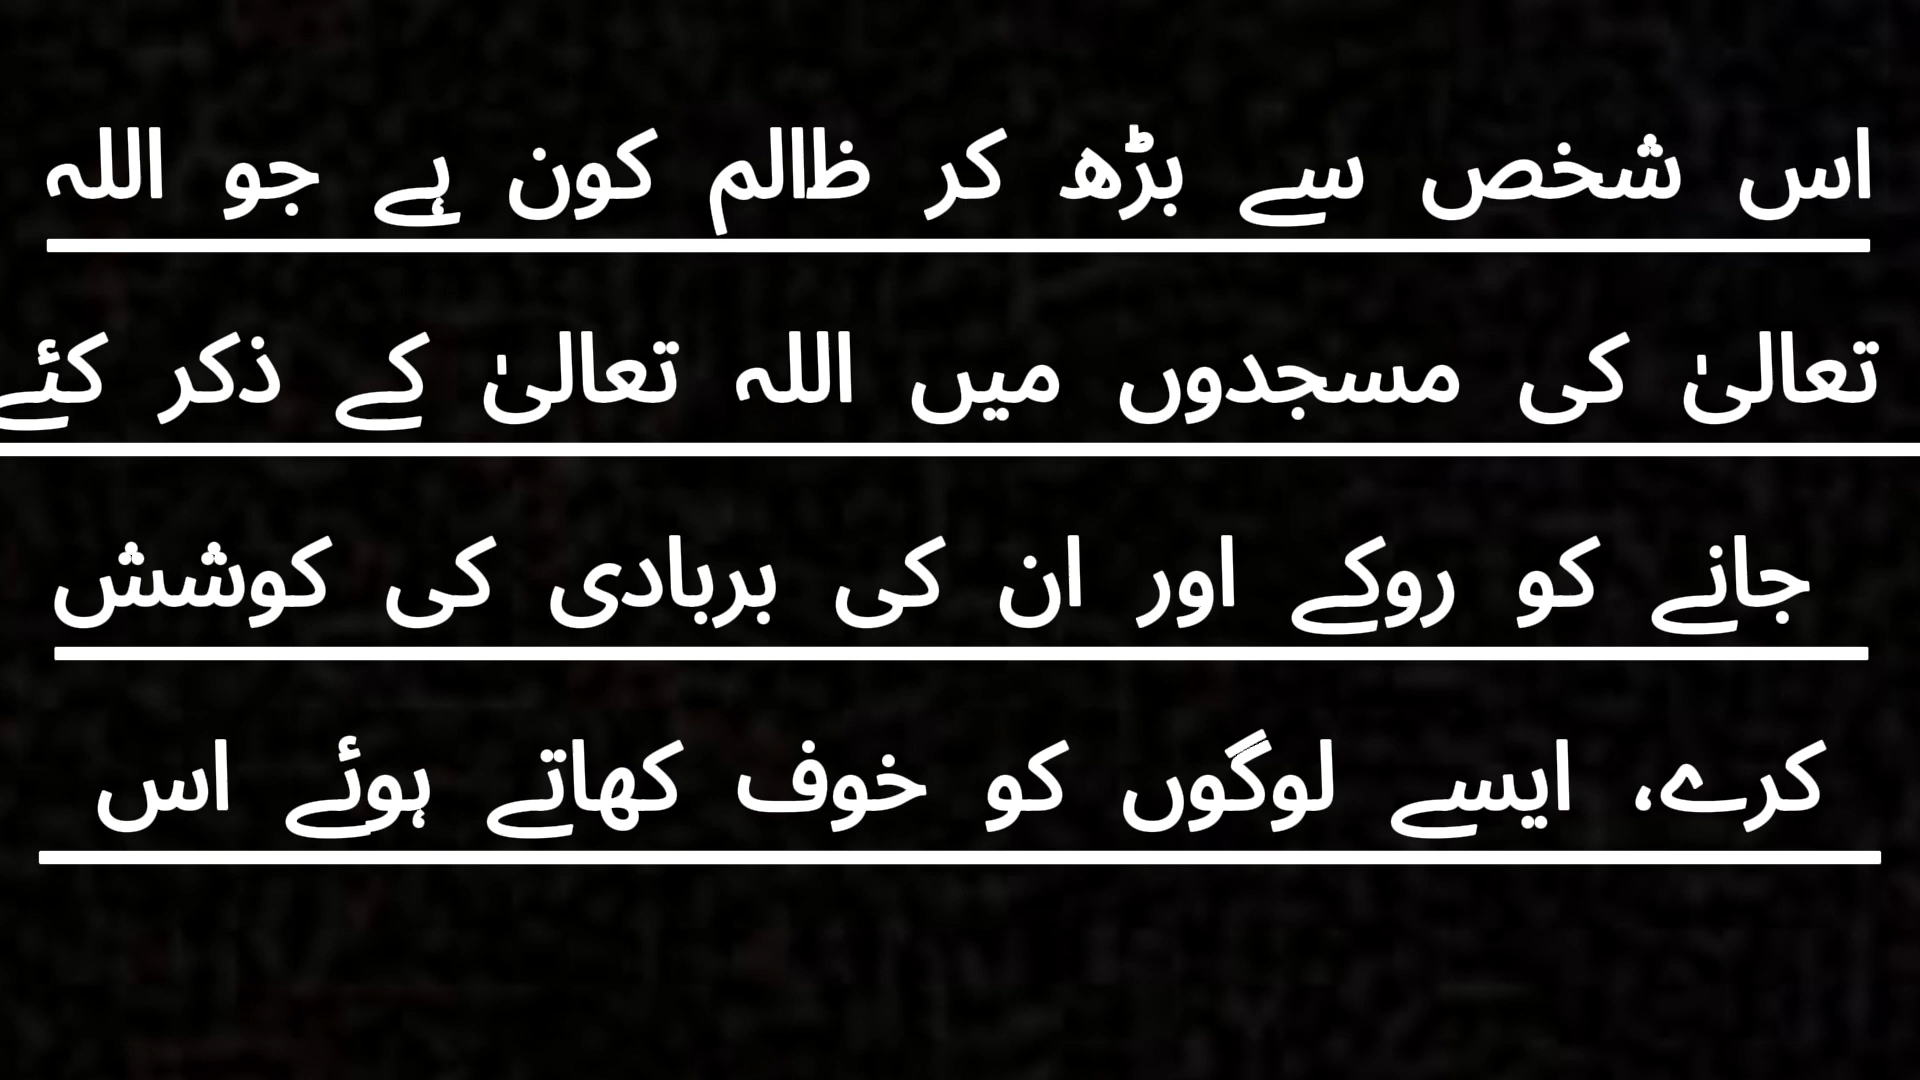 اس شخص سے بڑھ کر ظالم کون ہے جو اللہ
تعالیٰ کی مسجدوں میں اللہ تعالیٰ کے ذکر کئے
جانے کو روکے اور ان کی بربادی کی کوشش
کرے، ایسے لوگوں کو خوف کھاتے ہوئے اس